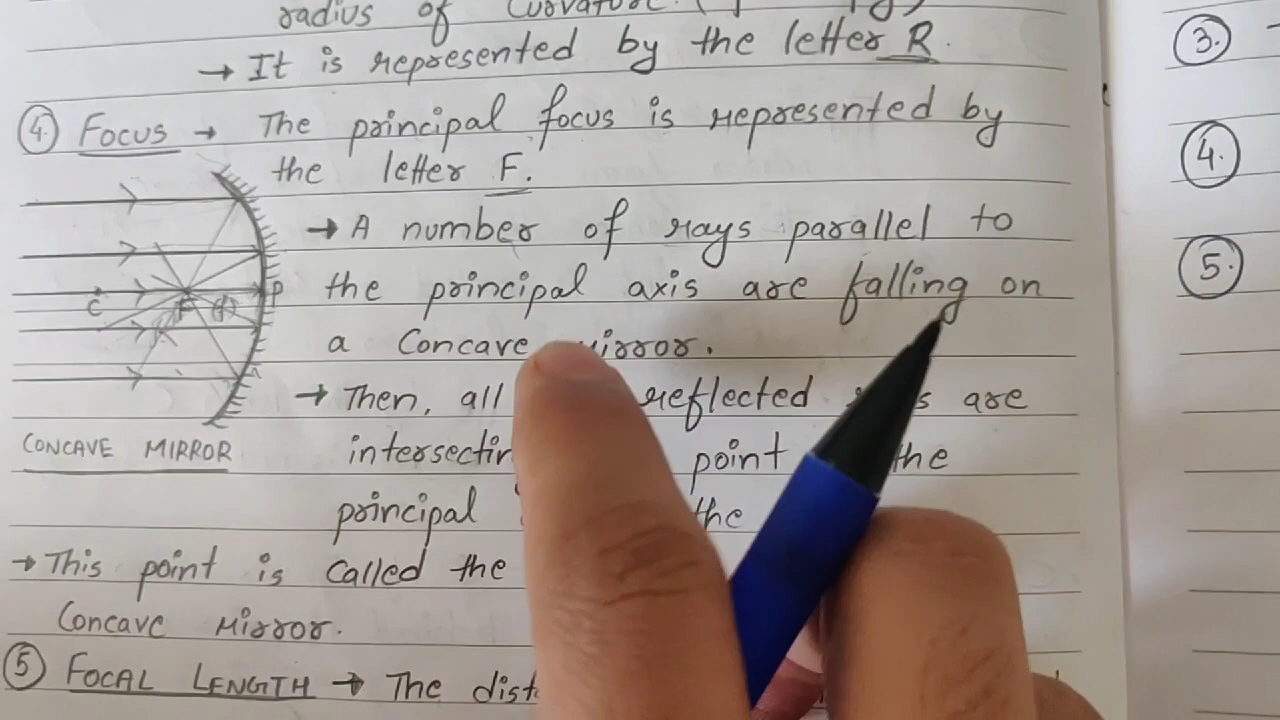 radius of
→ It is represented by the letter R.
④ Focus → The principal focus is represented by
the letter F.
→ A number of rays parallel to
the principal axis are falling on
a Concave Mirror.
→ Then, all reflected are
point the
principal the
C F P
CONCAVE MIRROR
→ This point is called the
Concave Mirror.
⑤ FOCAL LENGTH → The
3.
4.
5.